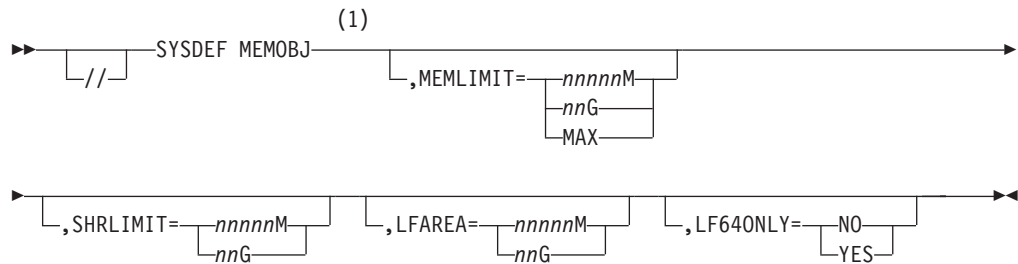 (1)
SYSDEF MEMOBJ
//
,MEMLIMIT= nnnnnM
nnG
MAX
,SHRLIMIT= nnnnnM ,LFAREA= nnnnnM ,LF64ONLY= NO
nnG nnG YES